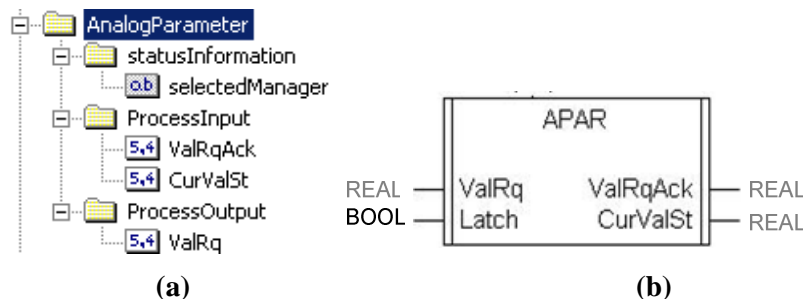 AnalogParameter
statusInformation
a.b selectedManager
ProcessInput
5,4 ValRqAck
5,4 CurValSt
ProcessOutput
5,4 ValRq
(a)
APAR
REAL ValRq ValRqAck REAL
BOOL Latch CurValSt REAL
(b)